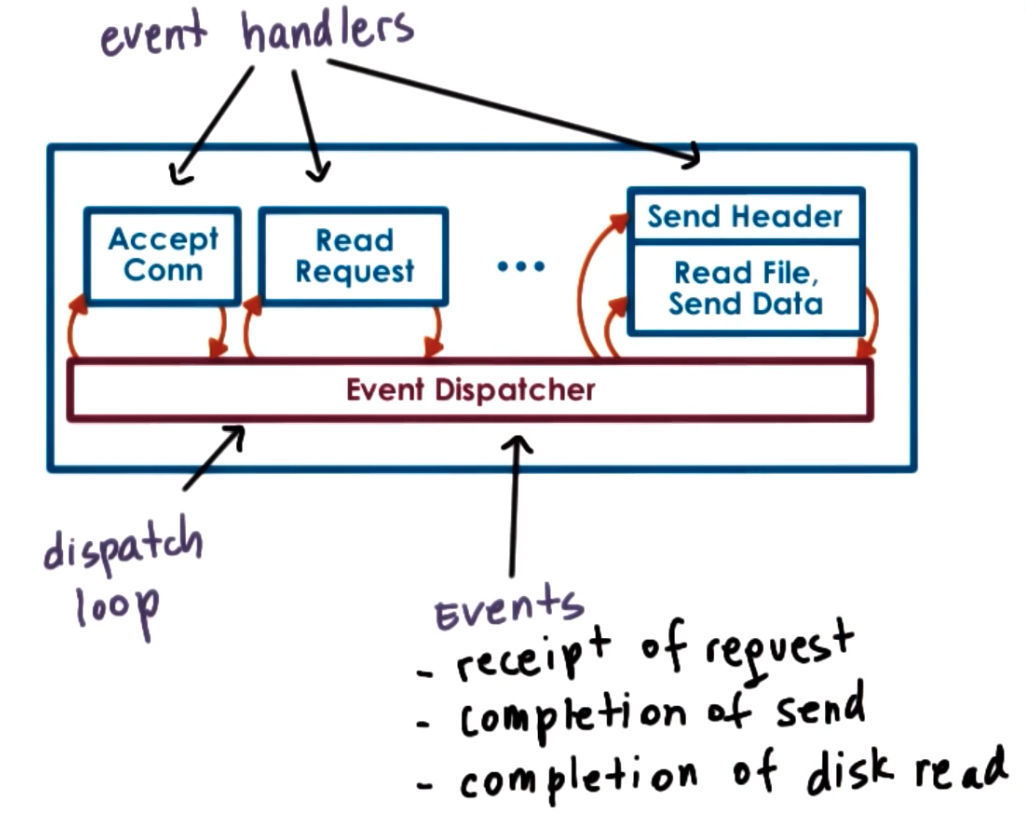 event handlers
Accept
Conn
Read
Request
...
Send Header
Read File,
Send Data
Event Dispatcher
dispatch
loop
Events
- receipt of request
- completion of send
- completion of disk read